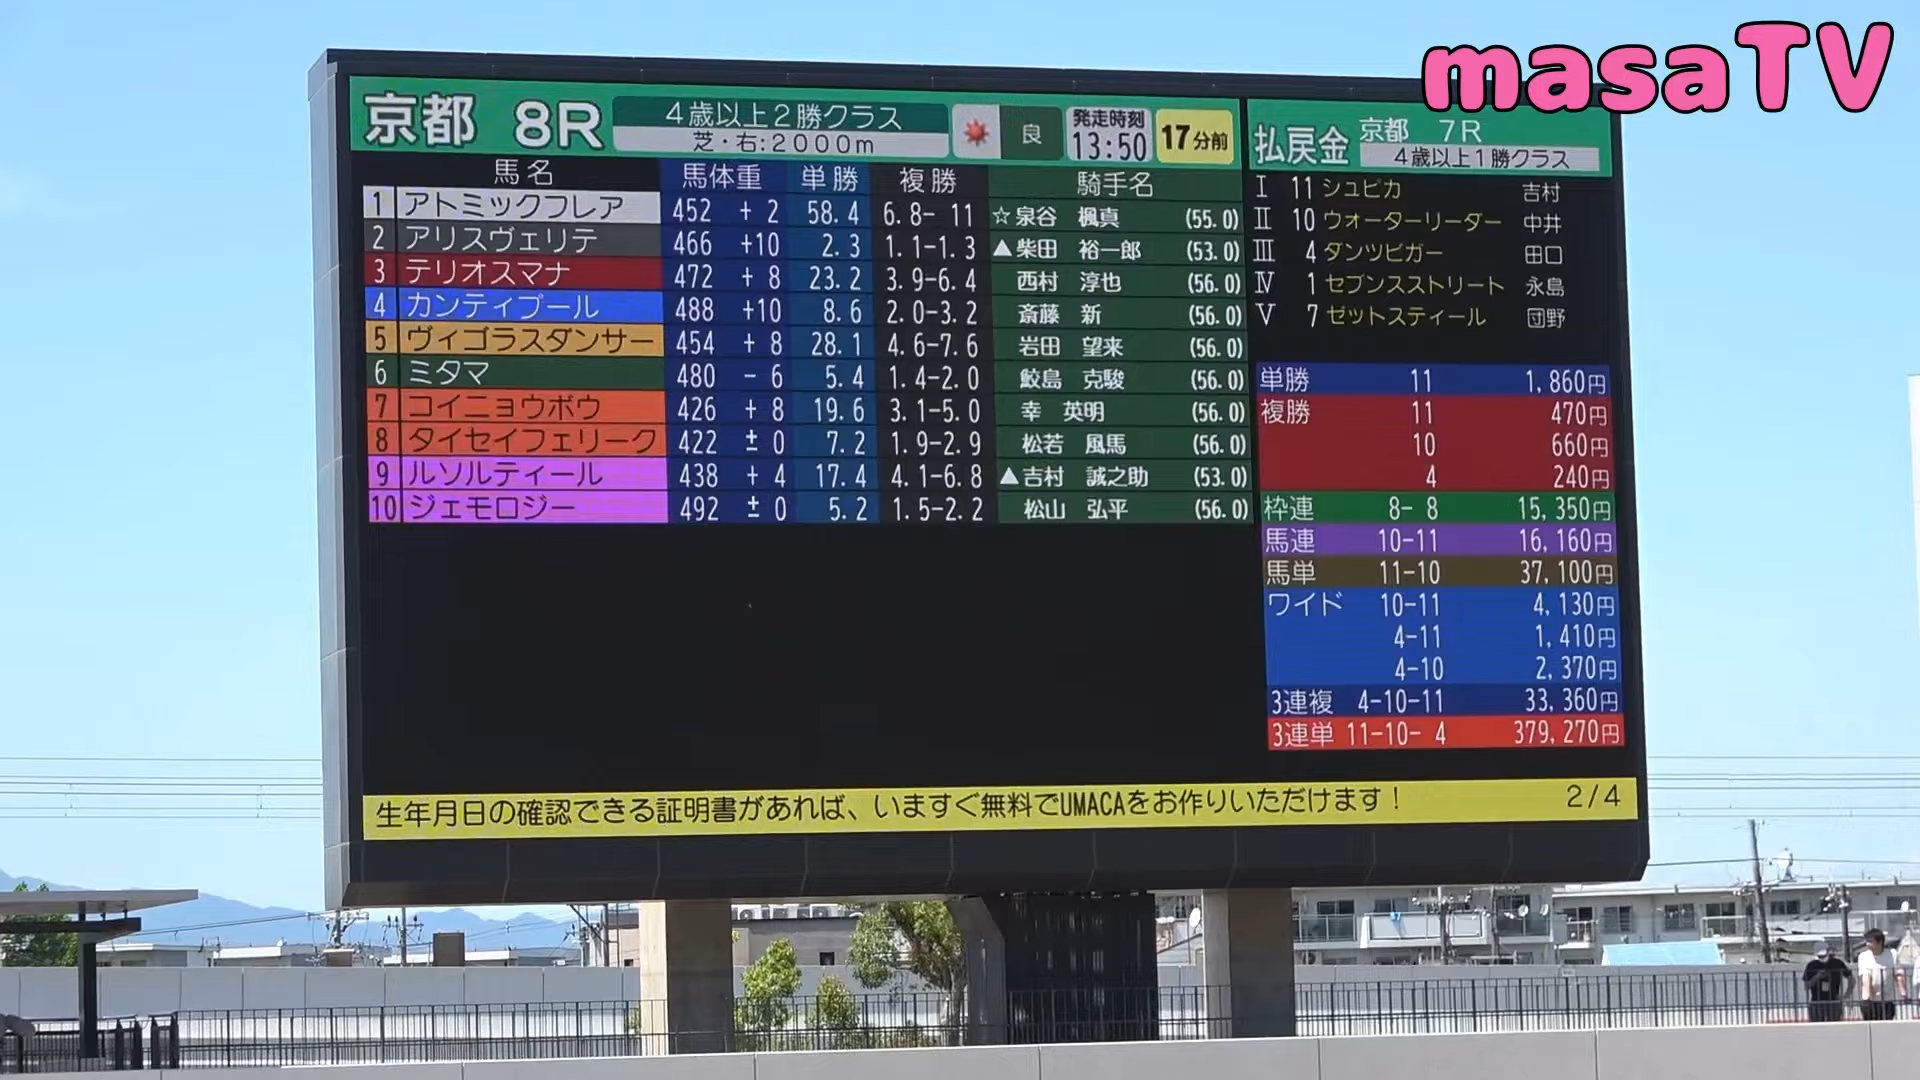 masaTV
京都 8R 4歳以上2勝クラス 芝・右:2000m 良 発走時刻 13:50 17分前
馬名 馬体重 単勝 複勝 騎手名
1 アトミックフレア 452 + 2 58.4 6.8- 11 ☆泉谷 楓真 (55.0)
2 アリスヴェリテ 466 +10 2.3 1.1-1.3 ▲柴田 裕一郎 (53.0)
3 テリオスマナ 472 + 8 23.2 3.9-6.4 西村 淳也 (56.0)
4 カンティプール 488 +10 8.6 2.0-3.2 斎藤 新 (56.0)
5 ヴィゴラスダンサー 454 + 8 28.1 4.6-7.6 岩田 望来 (56.0)
6 ミタマ 480 - 6 5.4 1.4-2.0 鮫島 克駿 (56.0)
7 コイニョウボウ 426 + 8 19.6 3.1-5.0 幸 英明 (56.0)
8 タイセイフェリーク 422 ± 0 7.2 1.9-2.9 松若 風馬 (56.0)
9 ルソルティール 438 + 4 17.4 4.1-6.8 ▲吉村 誠之助 (53.0)
10 ジェモロジー 492 ± 0 5.2 1.5-2.2 松山 弘平 (56.0)
払戻金 京都 7R
4歳以上1勝クラス
Ⅰ 11 シュピカ 吉村
Ⅱ 10 ウォーターリーダー 中井
Ⅲ 4 ダンツビガー 田口
Ⅳ 1 セブンスストリート 永島
Ⅴ 7 ゼットスティール 団野
単勝 11 1,860円
複勝 11 470円
10 660円
4 240円
枠連 8- 8 15,350円
馬連 10-11 16,160円
馬単 11-10 37,100円
ワイド 10-11 4,130円
4-11 1,410円
4-10 2,370円
3連複 4-10-11 33,360円
3連単 11-10- 4 379,270円
生年月日の確認できる証明書があれば、いますぐ無料でUMACAをお作りいただけます! 2/4